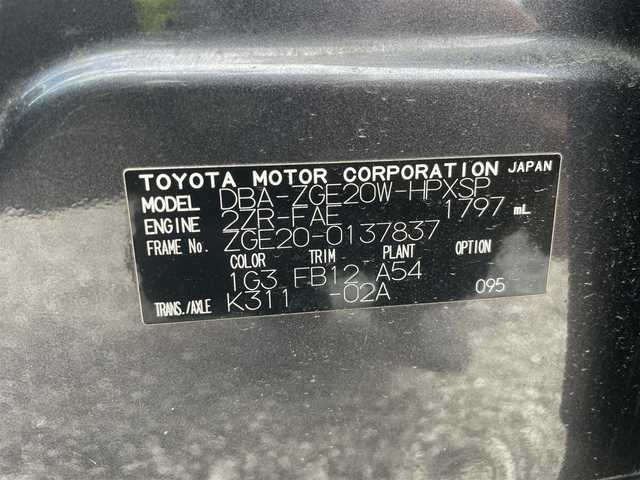 TOYOTA MOTOR CORPORATION JAPAN
MODEL DBA-ZGE20W-HPXSP
ENGINE 2ZR-FAE 1797 mL
FRAME No. ZGE20-0137837
COLOR TRIM PLANT OPTION
1G3 FB12 A54
TRANS./AXLE K311 -02A 095